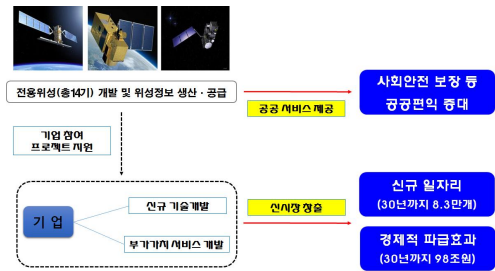 전용위성(총14기) 개발 및 위성정보 생산·공급
공공 서비스 제공
사회안전 보장 등
공공편익 증대
기업 참여
프로젝트 지원
기 업
신규 기술개발
부가가치 서비스 개발
신시장 창출
신규 일자리
(30년까지 8.3만개)
경제적 파급효과
(30년까지 98조원)